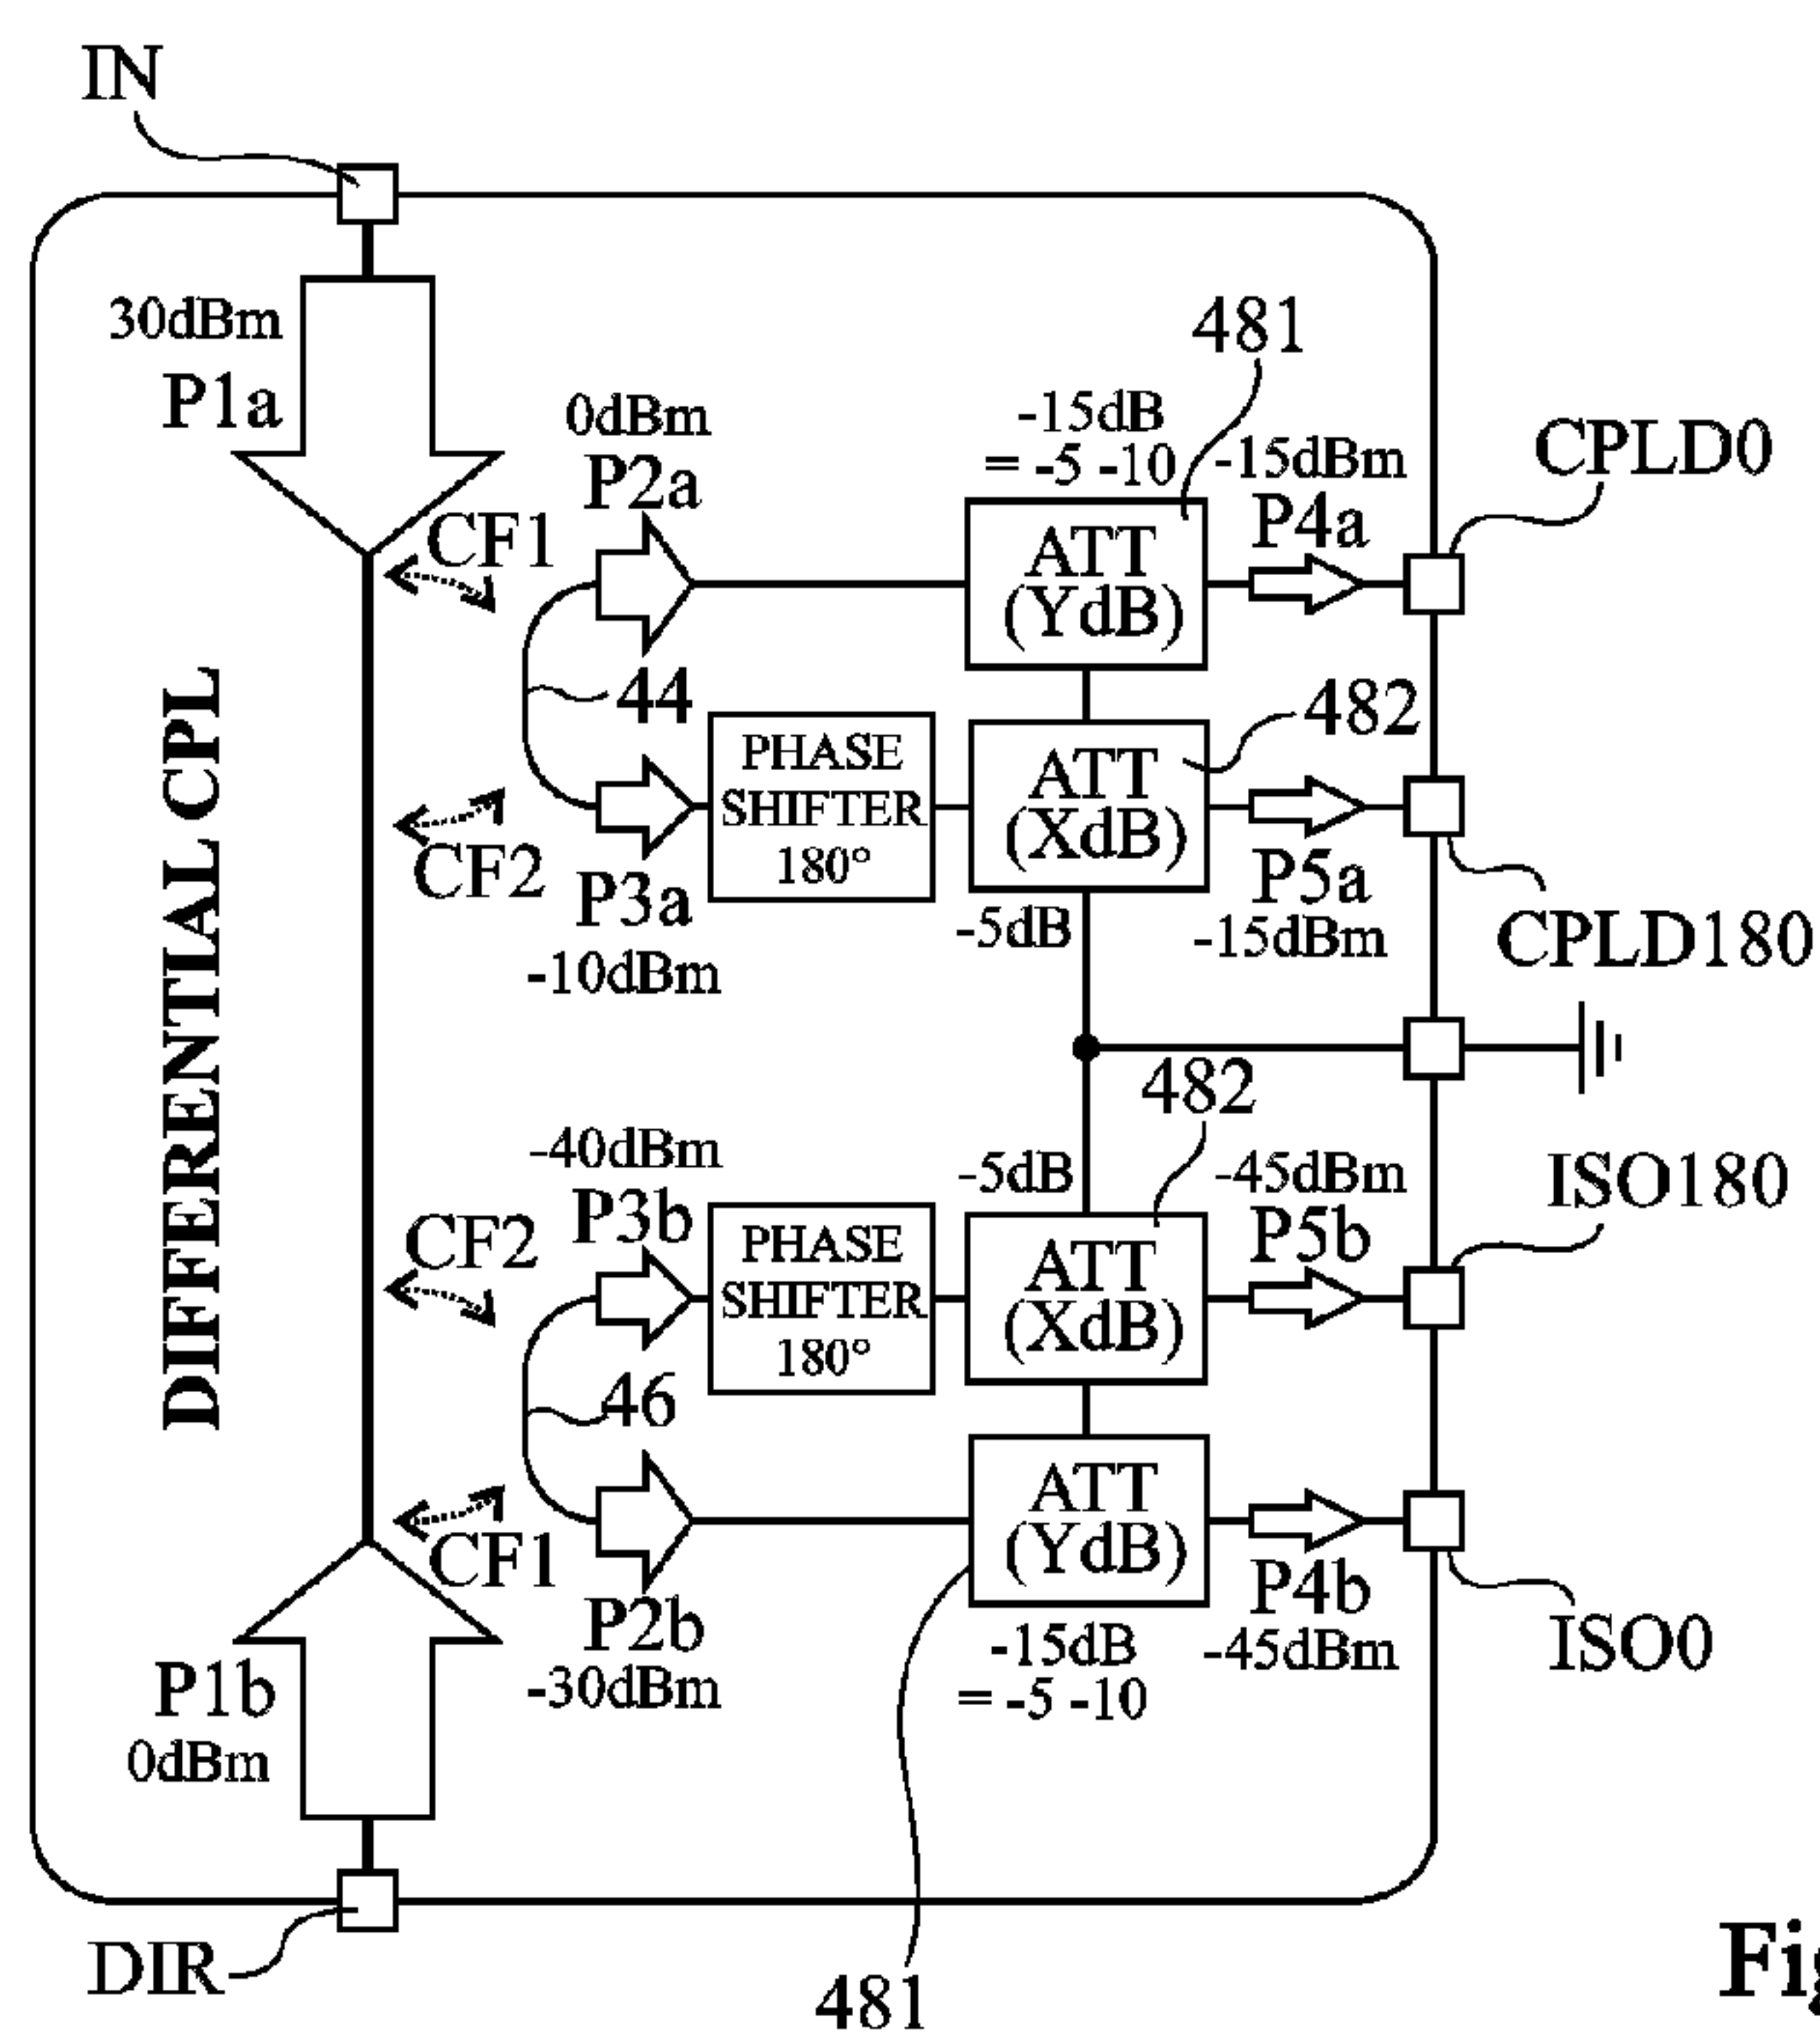 IN
30dBm
P1a
481
0dBm
P2a
-15dB
= -5 -10
-15dBm
P4a
CPLD0
CF1
ATT
(YdB)
44
482
PHASE
SHIFTER
180°
ATT
(XdB)
CF2
P3a
-10dBm
-5dB
P5a
-15dBm
CPLD180
DIFFERENTIAL CPL
482
-40dBm
P3b
-5dB
-45dBm
P5b
ISO180
CF2
PHASE
SHIFTER
180°
ATT
(XdB)
46
CF1
ATT
(YdB)
P2b
-30dBm
-15dB
= -5 -10
P4b
-45dBm
ISO0
P1b
0dBm
DIR
481